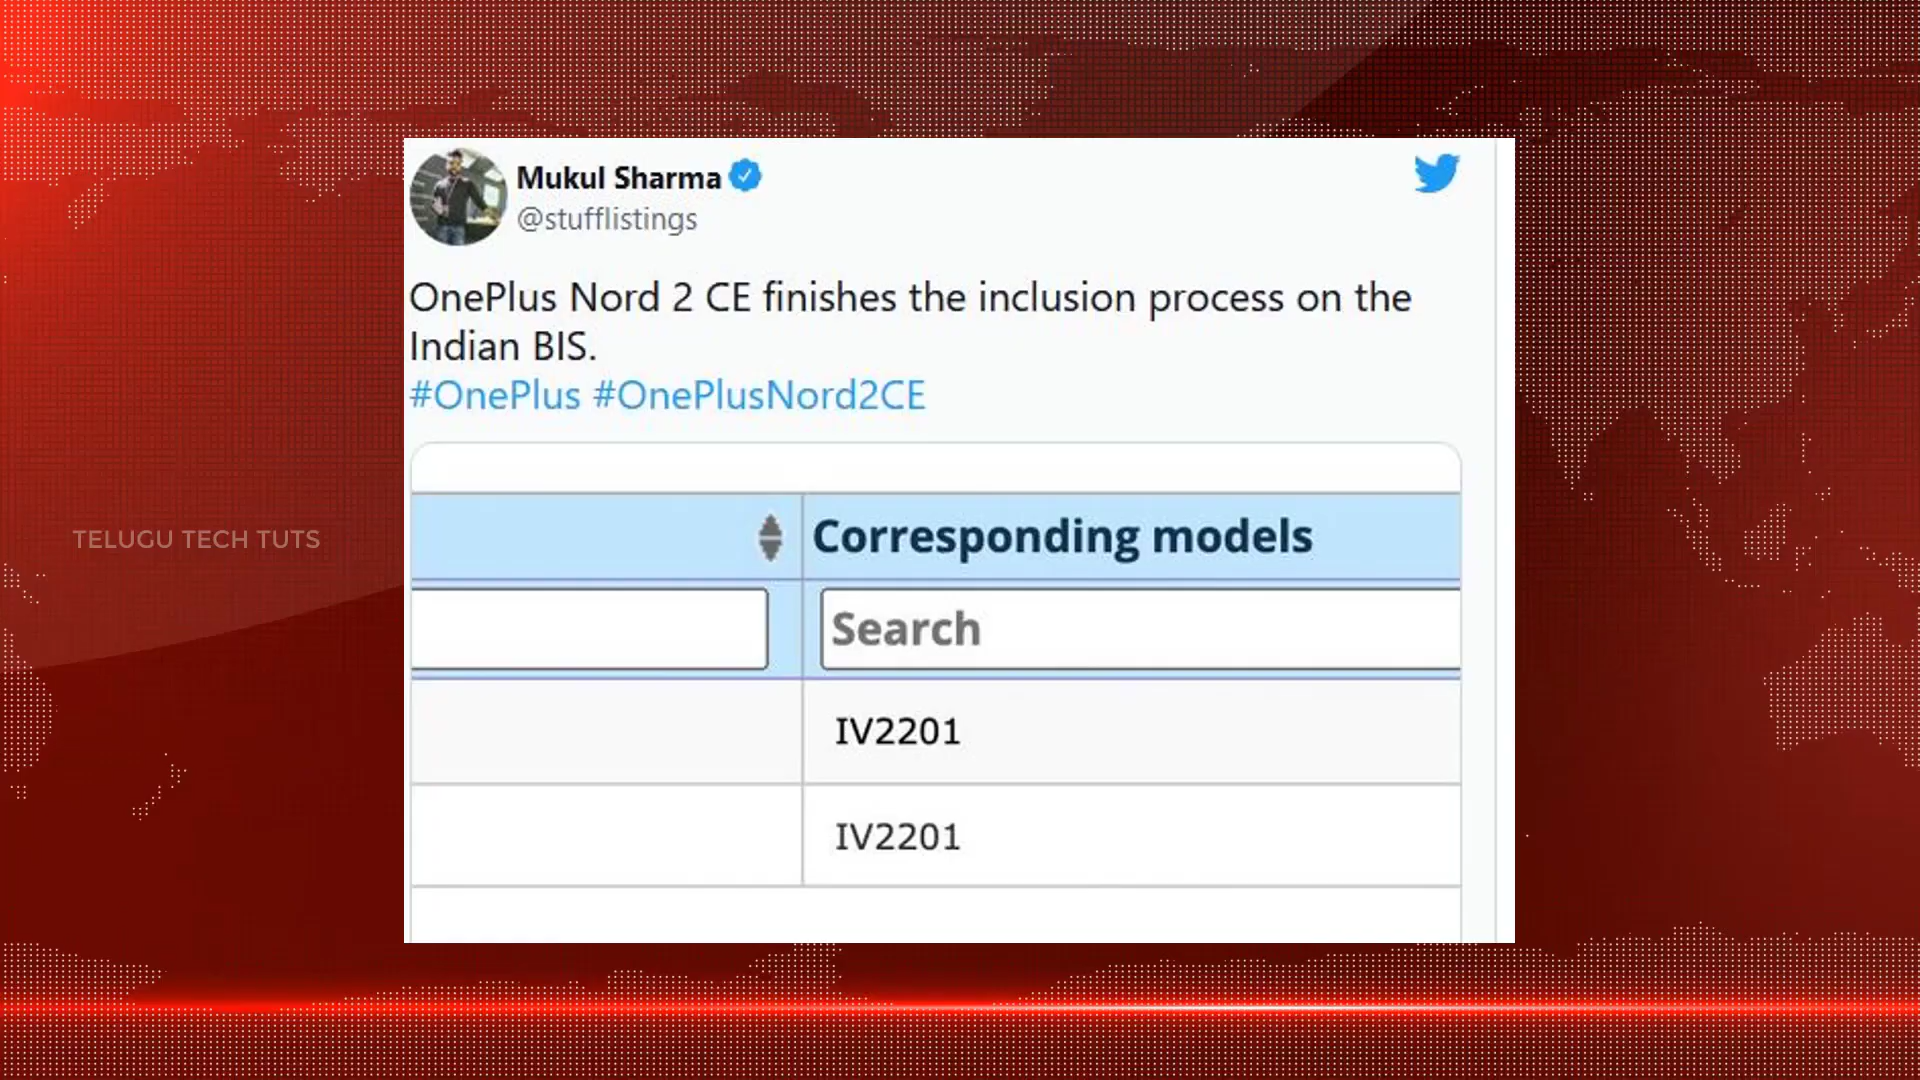 Mukul Sharma
@stufflistings
OnePlus Nord 2 CE finishes the inclusion process on the
Indian BIS.
#OnePlus #OnePlusNord2CE
TELUGU TECH TUTS
Corresponding models
Search
IV2201
IV2201